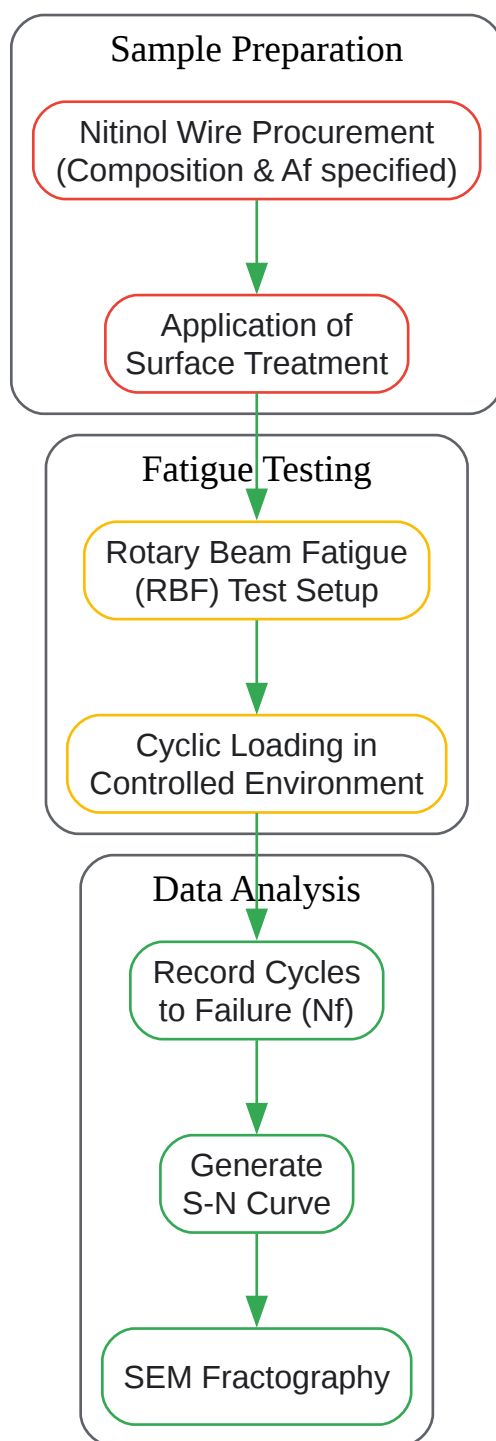 Sample Preparation
Nitinol Wire Procurement
(Composition & Af specified)
Application of
Surface Treatment
Fatigue Testing
Rotary Beam Fatigue
(RBF) Test Setup
Cyclic Loading in
Controlled Environment
Data Analysis
Record Cycles
to Failure (Nf)
Generate
S-N Curve
SEM Fractography